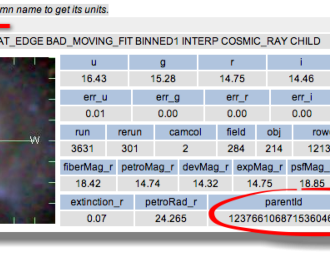 mn name to get its units.
AT_EDGE BAD_MOVING_FIT BINNED1 INTERP COSMIC_RAY CHILD
u g r i
16.43 15.28 14.75 14.46
err_u err_g err_r err_i
0.01 0.00 0.00 0.00
run rerun camcol field obj row
3631 301 2 284 214 1213
W
fiberMag_r petroMag_r devMag_r expMag_r psfMag_
18.42 14.74 14.32 14.75 18.85
extinction_r petroRad_r parentId
0.07 24.265 12376610687153604